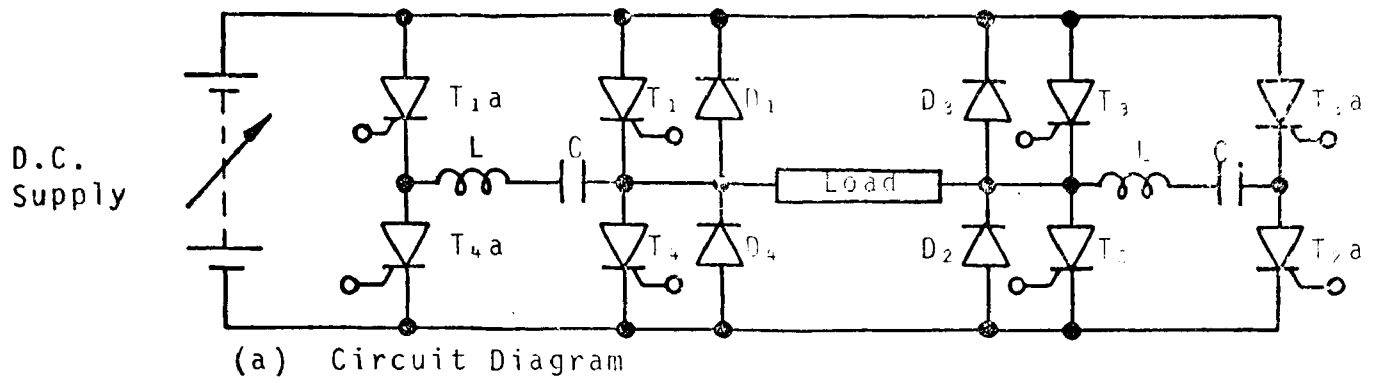 T₁a
T₁
D₁
D₃
T₃
D.C.
Supply
L
C
Load
L
C
T₄a
T₄
D₄
D₂
(a) Circuit Diagram